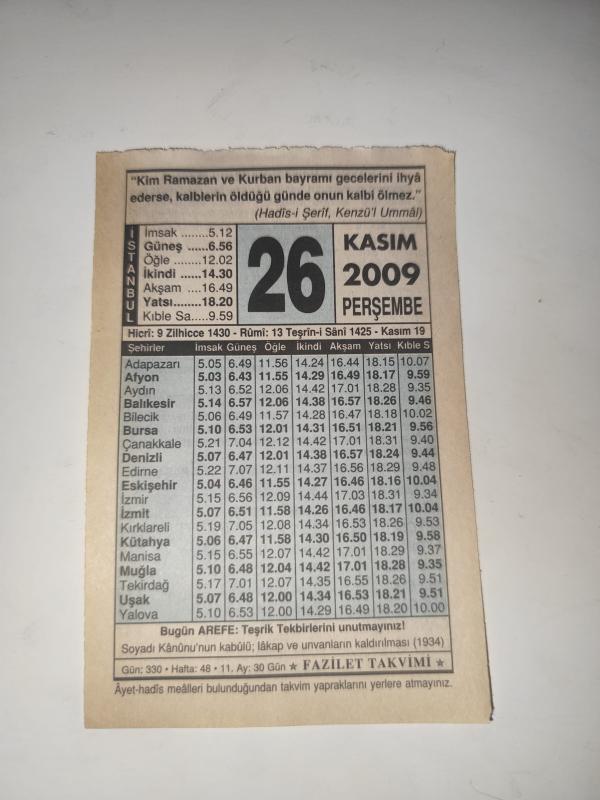 “Kim Ramazan ve Kurban bayramı gecelerini ihyâ
ederse, kalblerin öldüğü günde onun kalbi ölmez.”
(Hadîs-i Şerîf, Kenzü'l Ummâl)
İSTANBUL
İmsak ........5.12
Güneş ......6.56
Öğle ........12.02
İkindi ......14.30
Akşam ....16.49
Yatsı........18.20
Kıble Sa.....9.59
26
KASIM
2009
PERŞEMBE
Hicrî: 9 Zilhicce 1430 - Rûmî: 13 Teşrîn-i Sânî 1425 - Kasım 19
Şehirler İmsak Güneş Öğle İkindi Akşam Yatsı Kıble S
Adapazarı 5.05 6.49 11.56 14.24 16.44 18.15 10.07
Afyon 5.03 6.43 11.55 14.29 16.49 18.17 9.59
Aydın 5.13 6.52 12.06 14.42 17.01 18.28 9.35
Balıkesir 5.14 6.57 12.06 14.38 16.57 18.26 9.46
Bilecik 5.06 6.49 11.57 14.28 16.47 18.18 10.02
Bursa 5.10 6.53 12.01 14.31 16.51 18.21 9.56
Çanakkale 5.21 7.04 12.12 14.42 17.01 18.31 9.40
Denizli 5.07 6.47 12.01 14.38 16.57 18.24 9.44
Edirne 5.22 7.07 12.11 14.37 16.56 18.29 9.48
Eskişehir 5.04 6.46 11.55 14.27 16.46 18.16 10.04
İzmir 5.15 6.56 12.09 14.44 17.03 18.31 9.34
İzmit 5.07 6.51 11.58 14.26 16.46 18.17 10.04
Kırklareli 5.19 7.05 12.08 14.34 16.53 18.26 9.53
Kütahya 5.06 6.47 11.58 14.30 16.50 18.19 9.58
Manisa 5.15 6.55 12.07 14.42 17.01 18.29 9.37
Muğla 5.10 6.48 12.04 14.42 17.01 18.28 9.35
Tekirdağ 5.17 7.01 12.07 14.35 16.55 18.26 9.51
Uşak 5.07 6.48 12.00 14.34 16.53 18.21 9.51
Yalova 5.10 6.53 12.00 14.29 16.49 18.20 10.00
Bugün AREFE: Teşrik Tekbirlerini unutmayınız!
Soyadı Kânûnu'nun kabûlü; lâkap ve unvanların kaldırılması (1934)
Gün: 330 • Hafta: 48 • 11. Ay: 30 Gün ★ FAZİLET TAKVİMİ ★
Âyet-hadîs meâlleri bulunduğundan takvim yapraklarını yerlere atmayınız.